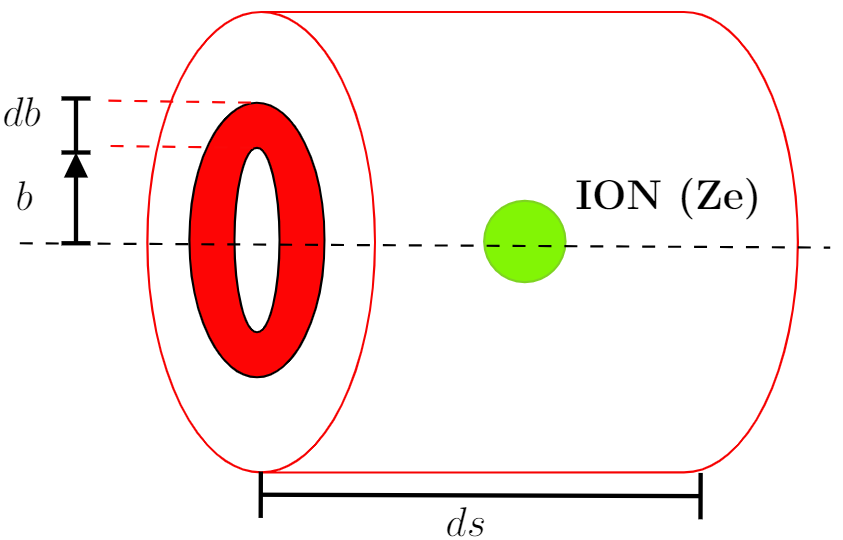 db
b
ION (Ze)
ds